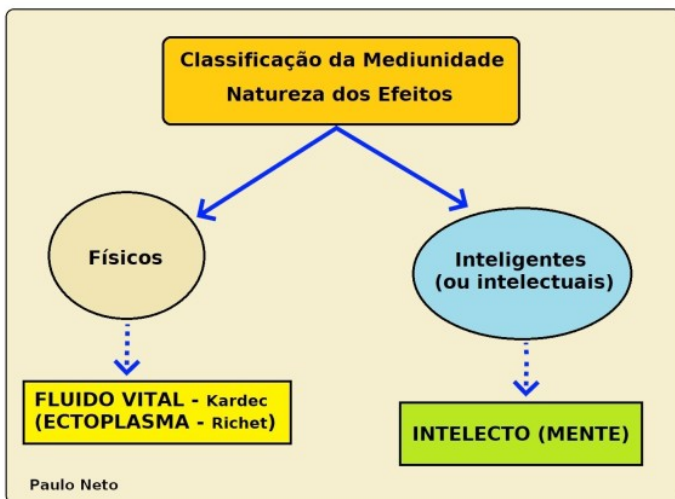 Classificação da Mediunidade
Natureza dos Efeitos
Físicos
Inteligentes
(ou intelectuais)
FLUIDO VITAL - Kardec
(ECTOPLASMA - Richet)
INTELECTO (MENTE)
Paulo Neto